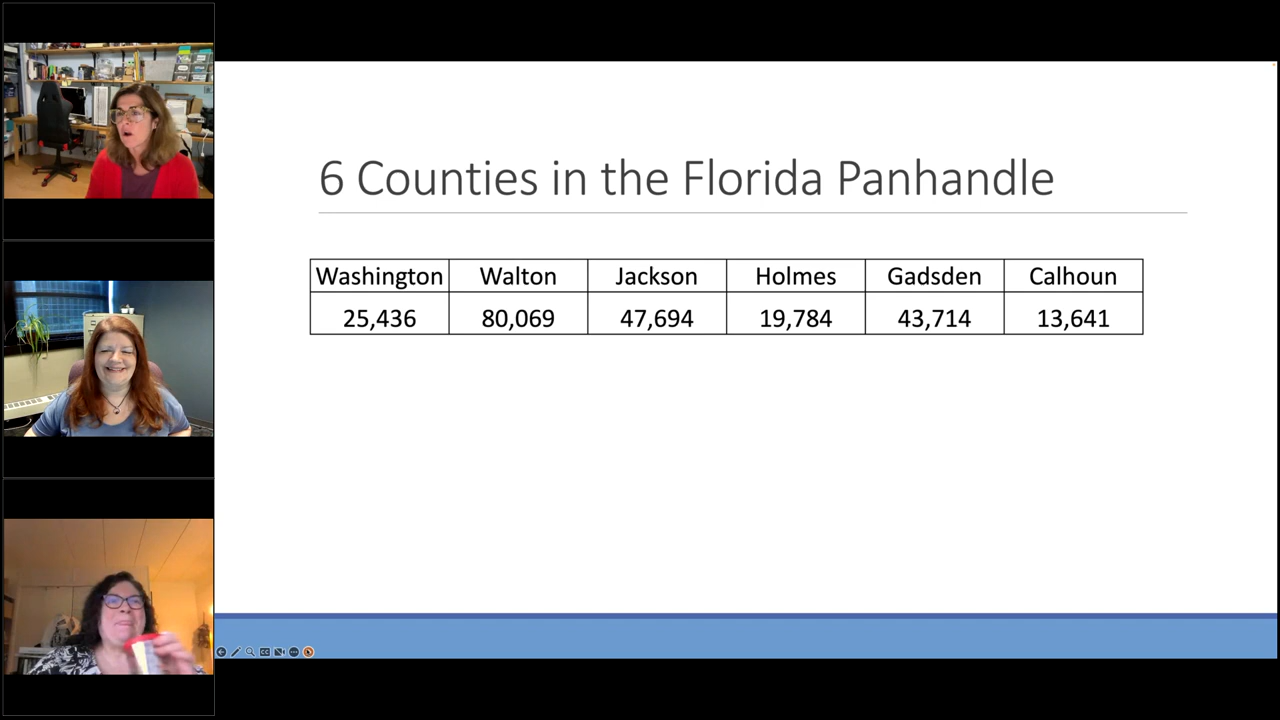 6 Counties in the Florida Panhandle
Washington Walton Jackson Holmes Gadsden Calhoun
25,436 80,069 47,694 19,784 43,714 13,641